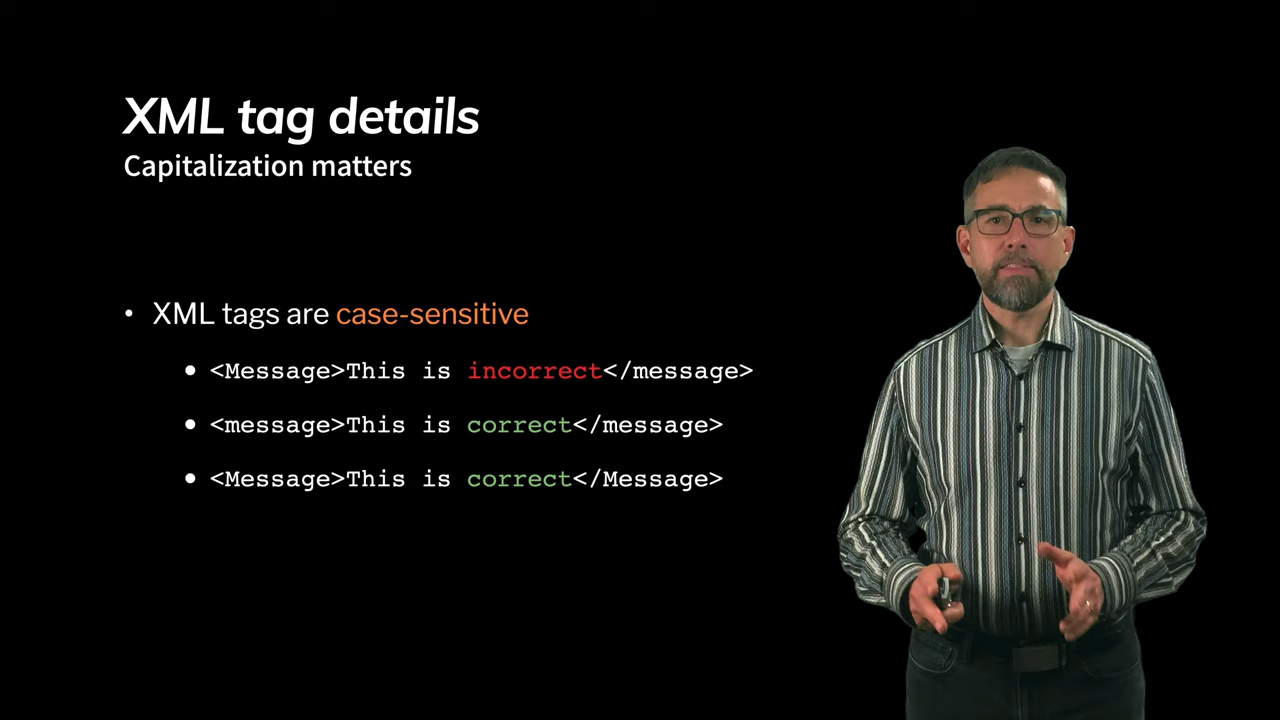 XML tag details
Capitalization matters
• XML tags are case-sensitive
• <Message>This is incorrect</message>
• <message>This is correct</message>
• <Message>This is correct</Message>